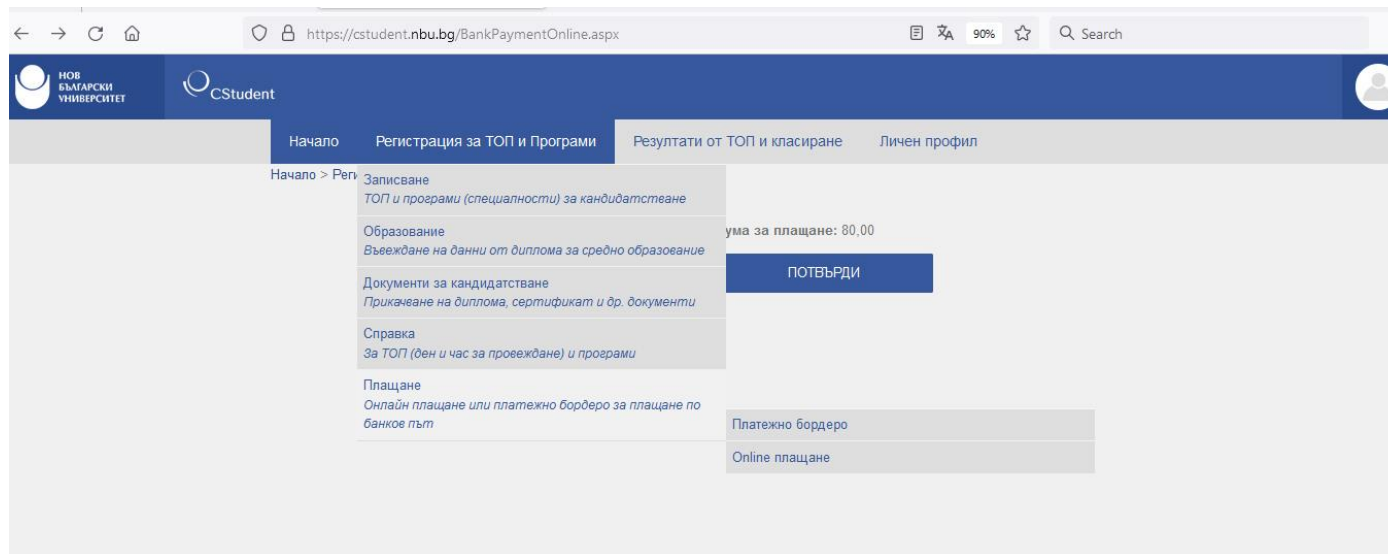 https://cstudent.nbu.bg/BankPaymentOnline.aspx
90%
Search
НОВ
БЪЛГАРСКИ
УНИВЕРСИТЕТ
CStudent
Начало Регистрация за ТОП и Програми Резултати от ТОП и класиране Личен профил
Начало > Реги
Записване
ТОП и програми (специалности) за кандидатстване
Образование
Въвеждане на данни от диплома за средно образование
ума за плащане: 80,00
ПОТВЪРДИ
Документи за кандидатстване
Прикачване на диплома, сертификат и др. документи
Справка
За ТОП (ден и час за провеждане) и програми
Плащане
Онлайн плащане или платежно бордеро за плащане по
банков път
Платежно бордеро
Online плащане